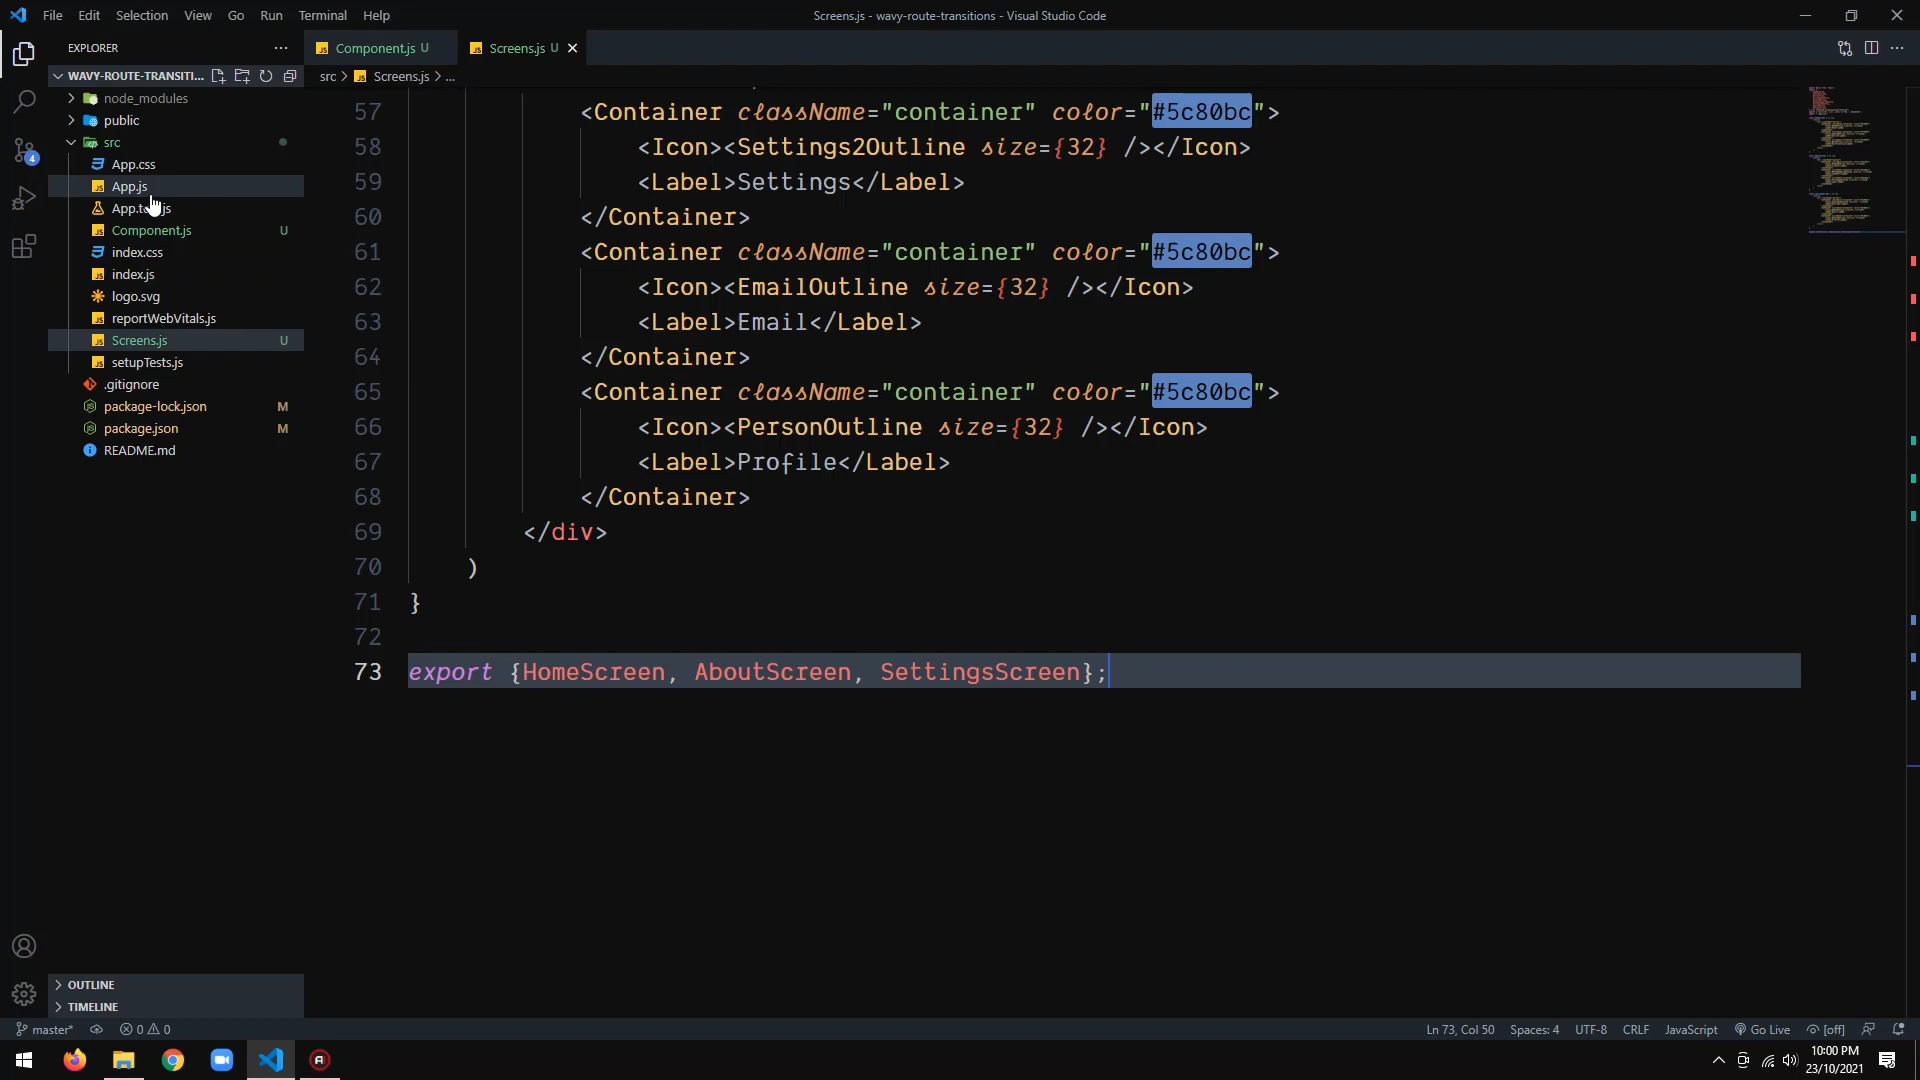 File Edit Selection View Go Run Terminal Help
Screens.js - wavy-route-transitions - Visual Studio Code
EXPLORER
Component.js U
Screens.js U
WAVY-ROUTE-TRANSITI...
src > Screens.js > ...
node_modules
public
src
App.css
App.js
Component.js U
index.css
index.js
logo.svg
reportWebVitals.js
Screens.js U
setupTests.js
.gitignore
package-lock.json M
package.json M
README.md
4
57 <Container className="container" color="#5c80bc">
58 <Icon><Settings2Outline size={32} /></Icon>
59 <Label>Settings</Label>
60 </Container>
61 <Container className="container" color="#5c80bc">
62 <Icon><EmailOutline size={32} /></Icon>
63 <Label>Email</Label>
64 </Container>
65 <Container className="container" color="#5c80bc">
66 <Icon><PersonOutline size={32} /></Icon>
67 <Label>Profile</Label>
68 </Container>
69 </div>
70 )
71 }
72
73 export {HomeScreen, AboutScreen, SettingsScreen};
OUTLINE
TIMELINE
master* 0 0
Ln 73, Col 50 Spaces: 4 UTF-8 CRLF JavaScript Go Live [off]
10:00 PM
23/10/2021